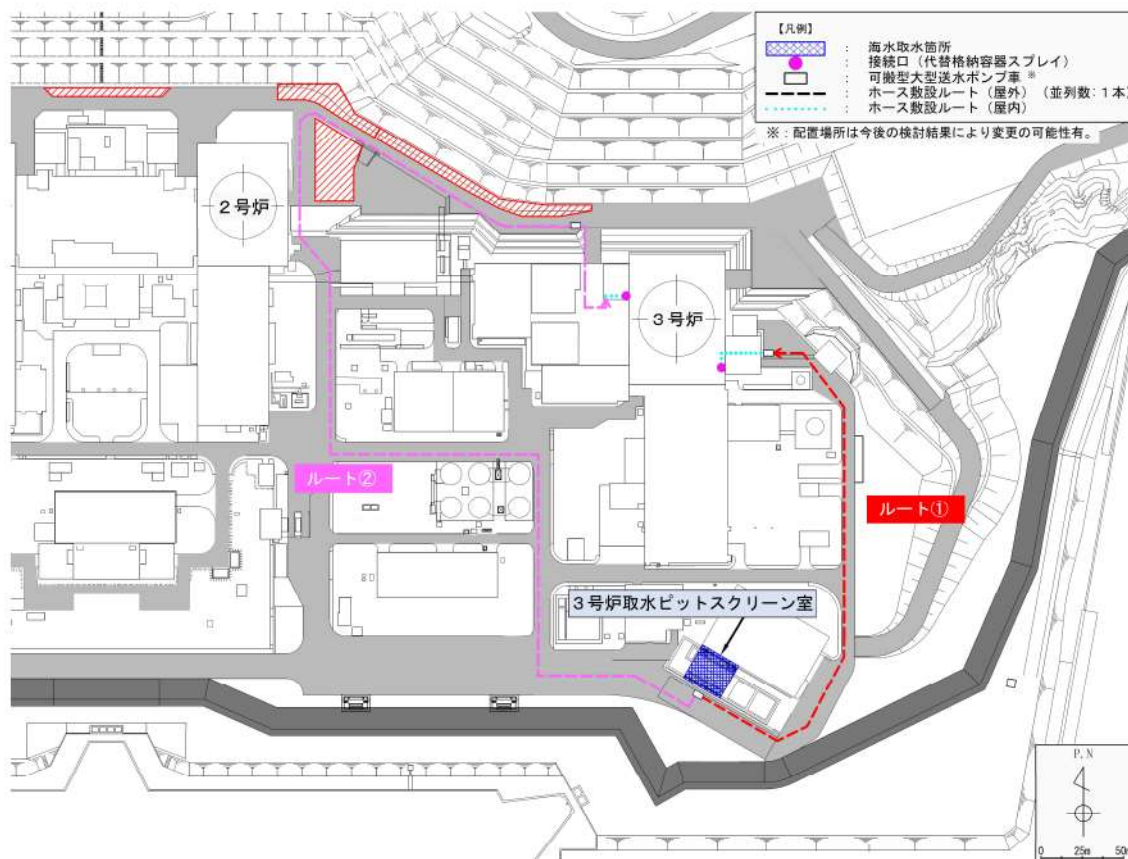 【凡例】
： 海水取水箇所
： 接続口（代替格納容器スプレイ）
： 可搬型大型送水ポンプ車 ※
： ホース敷設ルート（屋外）（並列数：1本）
： ホース敷設ルート（屋内）
※：配置場所は今後の検討結果により変更の可能性有。
2号炉
3号炉
ルート②
ルート①
3号炉取水ピットスクリーン室
P.N
0 25m 50m